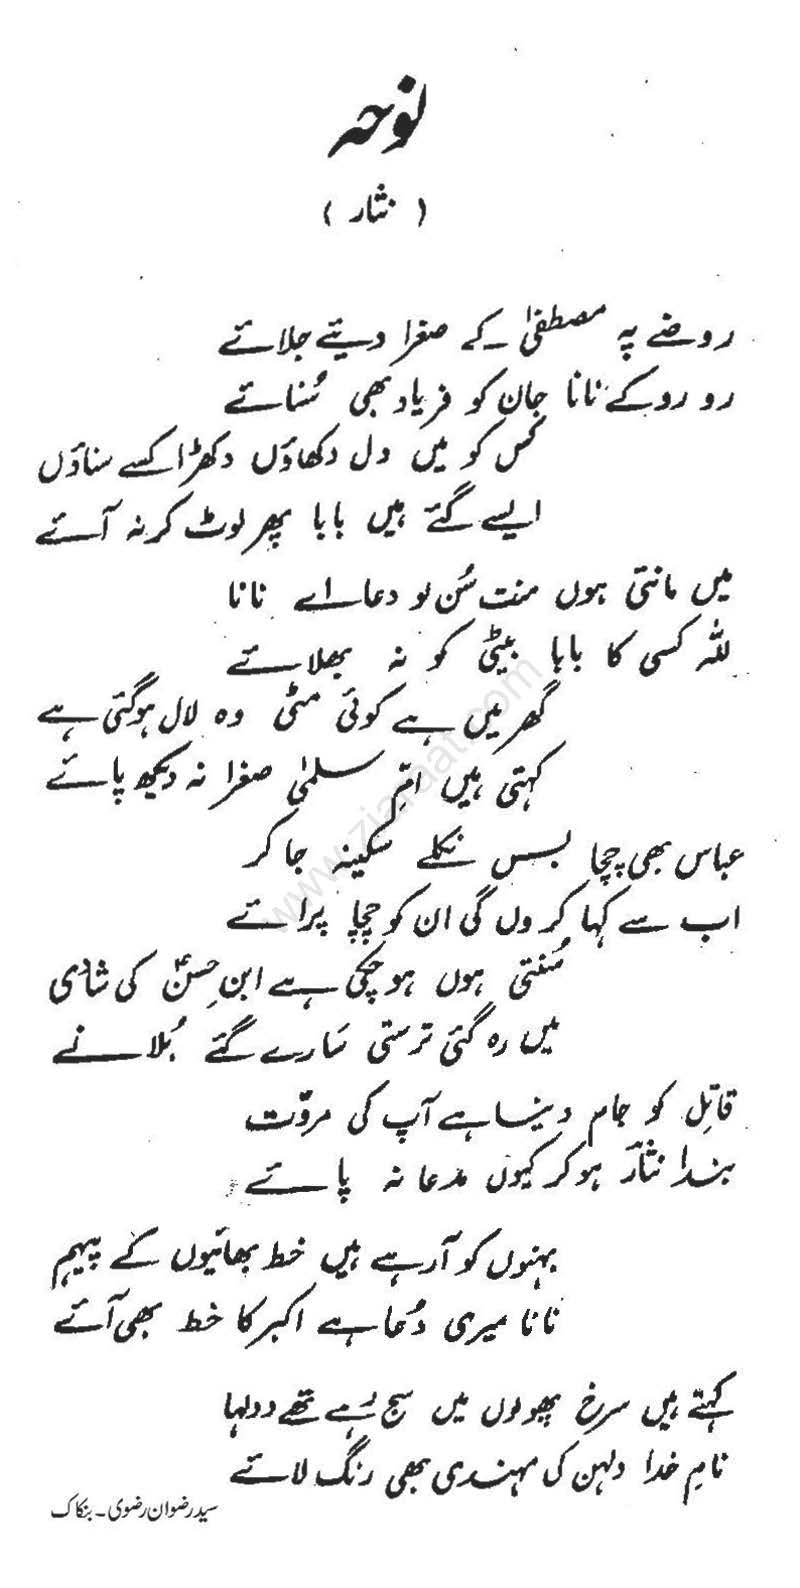 نوحہ
( نثار )
روضے پہ مصطفیٰ کے صغرا دیئے جلائے
رو رو کے نانا جان کو فریاد بھی سُنائے
کس کو میں دل دکھاؤں دکھڑا کسے سناؤں
ایسے گئے ہیں بابا پھر لوٹ کر نہ آئے
میں مانتی ہوں منت سُن لو دعا اے نانا
للہ کسی کا بابا بیٹی کو نہ بھلائے
گھر میں ہے کوئی مٹی وہ لال ہو گئی ہے
کہتی ہیں امِّ سلمیٰ صغرا نہ دیکھ پائے
عباس بھی چچا بس نکلے سکینہ جا کر
اب سے کہا کروں گی ان کو چچا پرائے
سُنتی ہوں ہو چکی ہے ابنِ حسنؑ کی شادی
میں رہ گئی ترستی سَارے گئے بُلانے
قاتِل کو جام دینا ہے آپ کی مروّت
بندا نثارؔ ہو کر کیوں مدعا نہ پائے
بہنوں کو آ رہے ہیں خط بھائیوں کے پیہم
نانا میری دُعا ہے اکبر کا خط بھی آئے
کہتے ہیں سرخ پھولوں میں سج رہے تھے دولہا
نامِ خدا دلہن کی مہندی بھی رنگ لائے
سید رضوان رضوی۔ بنکاک
www.ziaraat.com